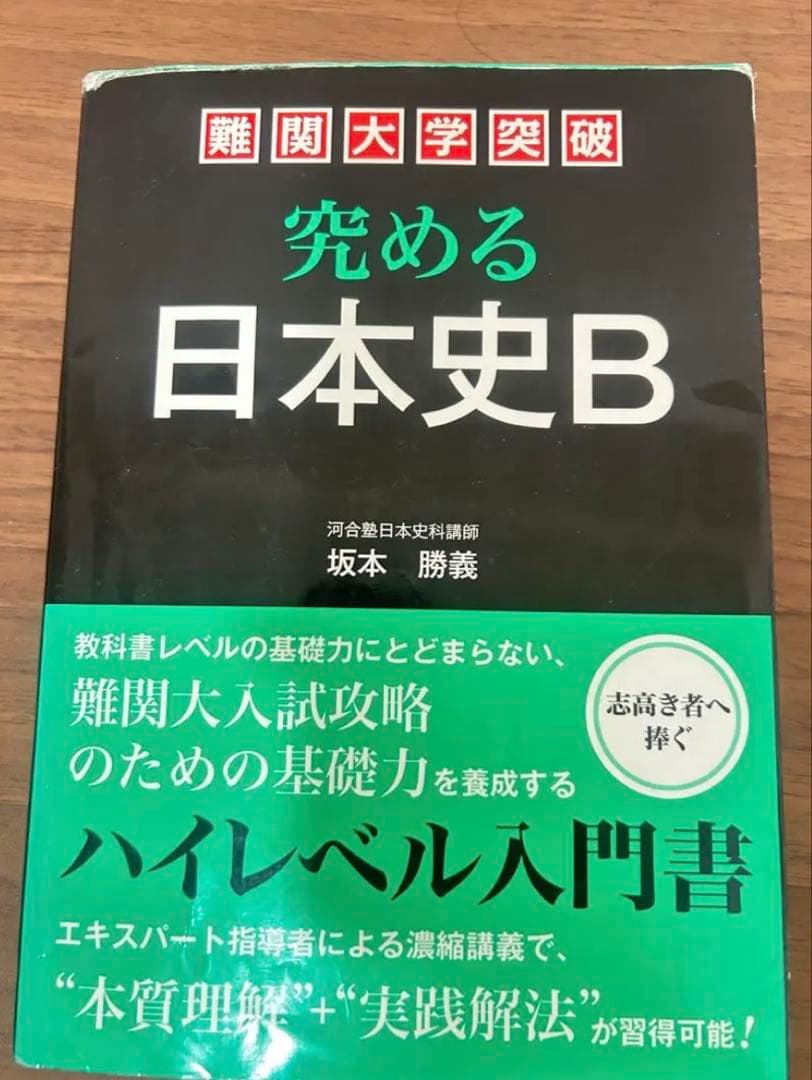 難関大学突破
究める
日本史B
河合塾日本史科講師
坂本 勝義
教科書レベルの基礎力にとどまらない、
難関大入試攻略
のための基礎力を養成する
志高き者へ
捧ぐ
ハイレベル入門書
エキスパート指導者による濃縮講義で、
“本質理解”+“実践解法”が習得可能！